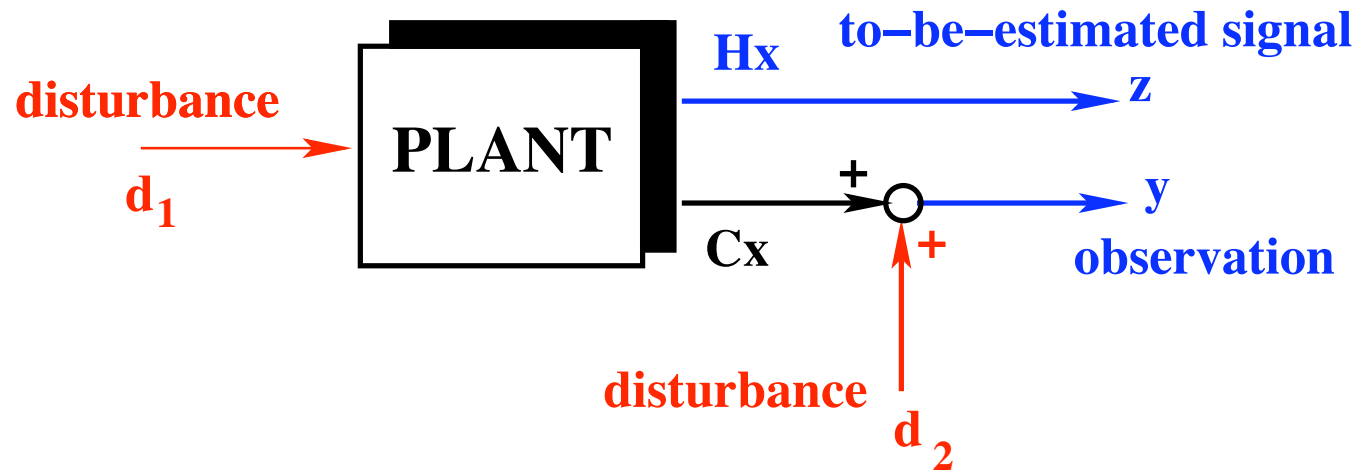 to–be–estimated signal
Hx
z
disturbance
PLANT
d1
+
y
Cx
+
observation
disturbance
d2